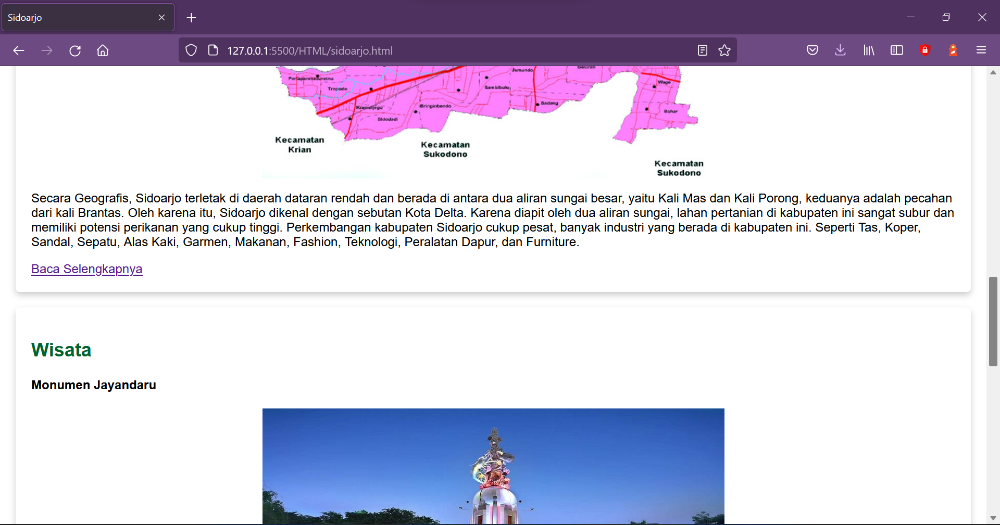 Sidoarjo
127.0.0.1:5500/HTML/sidoarjo.html
Jemundo
Geluran
Wage
Tropodo
Sambibulu
Sadang
Kramatjegu
Bringinbendo
Bohar
Sidodadi
Kecamatan
Krian
Kecamatan
Sukodono
Kecamatan
Sukodono
Secara Geografis, Sidoarjo terletak di daerah dataran rendah dan berada di antara dua aliran sungai besar, yaitu Kali Mas dan Kali Porong, keduanya adalah pecahan
dari kali Brantas. Oleh karena itu, Sidoarjo dikenal dengan sebutan Kota Delta. Karena diapit oleh dua aliran sungai, lahan pertanian di kabupaten ini sangat subur dan
memiliki potensi perikanan yang cukup tinggi. Perkembangan kabupaten Sidoarjo cukup pesat, banyak industri yang berada di kabupaten ini. Seperti Tas, Koper,
Sandal, Sepatu, Alas Kaki, Garmen, Makanan, Fashion, Teknologi, Peralatan Dapur, dan Furniture.
Baca Selengkapnya
Wisata
Monumen Jayandaru